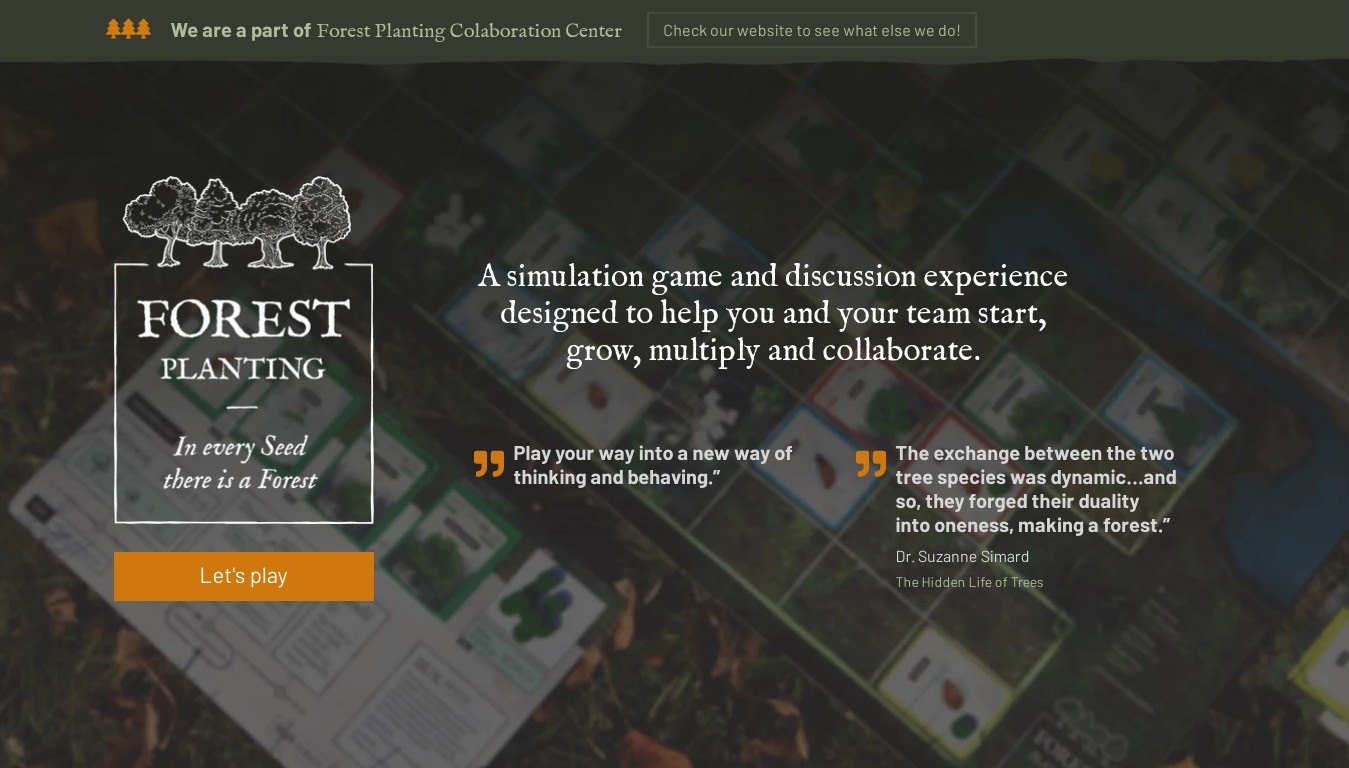 We are a part of Forest Planting Colaboration Center
Check our website to see what else we do!
FOREST
PLANTING
In every Seed
there is a Forest
Let's play
A simulation game and discussion experience
designed to help you and your team start,
grow, multiply and collaborate.
Play your way into a new way of
thinking and behaving.”
The exchange between the two
tree species was dynamic...and
so, they forged their duality
into oneness, making a forest.”
Dr. Suzanne Simard
The Hidden Life of Trees